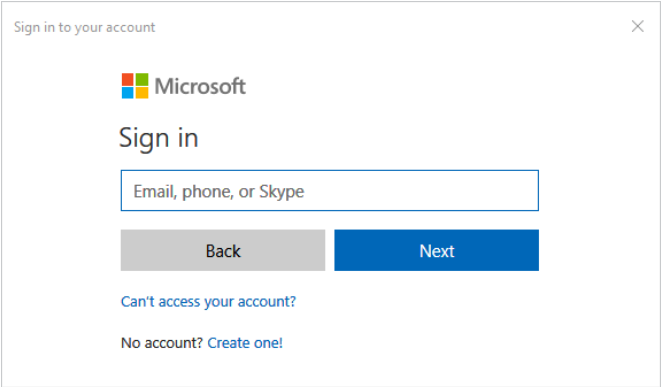 Sign in to your account
Microsoft
Sign in
Email, phone, or Skype
Back Next
Can't access your account?
No account? Create one!